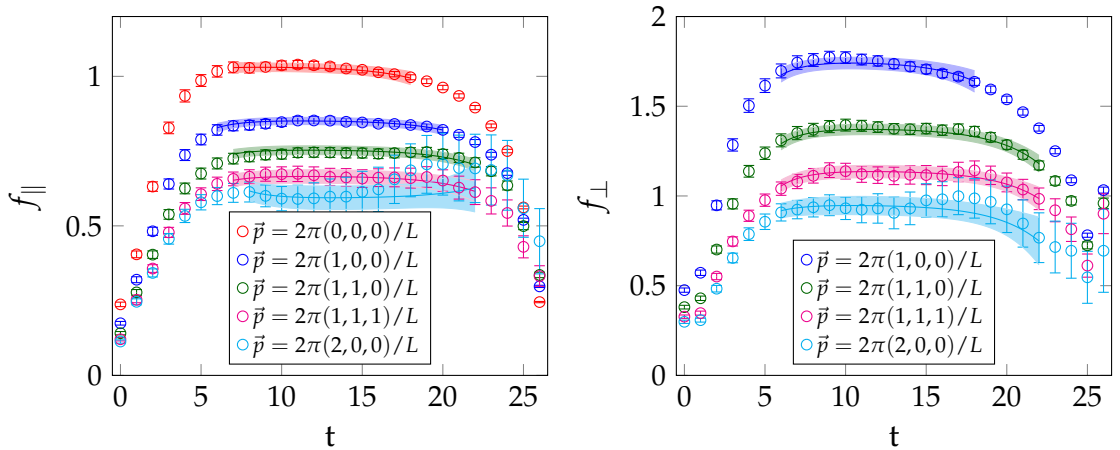 f∥
1
0.5
0
0 5 10 15 20 25
t
p⃗ = 2π(0,0,0)/L
p⃗ = 2π(1,0,0)/L
p⃗ = 2π(1,1,0)/L
p⃗ = 2π(1,1,1)/L
p⃗ = 2π(2,0,0)/L
f⊥
2
1.5
1
0.5
0
0 5 10 15 20 25
t
p⃗ = 2π(1,0,0)/L
p⃗ = 2π(1,1,0)/L
p⃗ = 2π(1,1,1)/L
p⃗ = 2π(2,0,0)/L